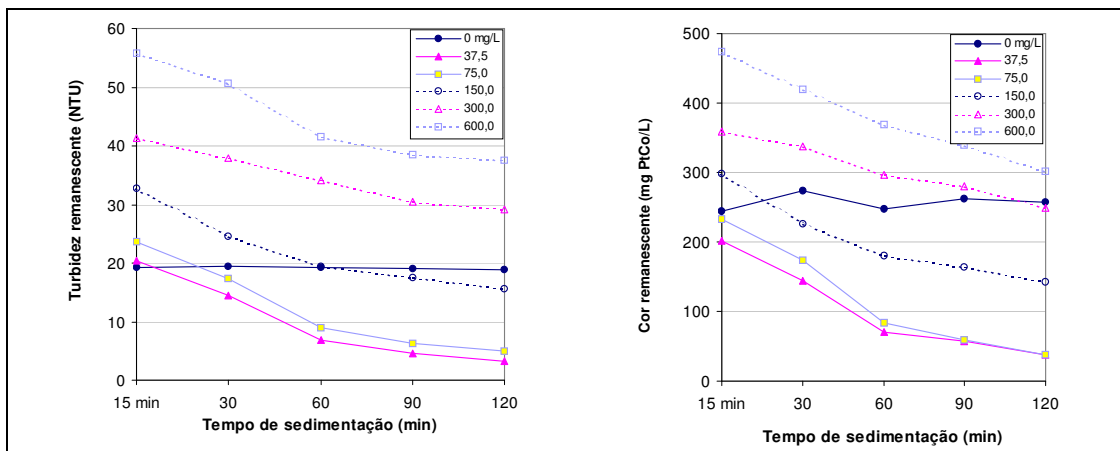 Turbidez remanescente (NTU)
60
50
40
30
20
10
0
0 mg/L
37,5
75,0
150,0
300,0
600,0
15 min 30 60 90 120
Tempo de sedimentação (min)
Cor remanescente (mg PtCo/L)
500
400
300
200
100
0
0 mg/L
37,5
75,0
150,0
300,0
600,0
15 min 30 60 90 120
Tempo de sedimentação (min)